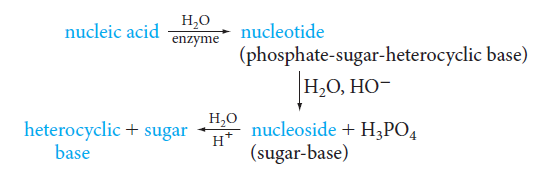 nucleic acid H₂O enzyme nucleotide
(phosphate-sugar-heterocyclic base)
H₂O, HO⁻
heterocyclic + sugar H₂O H⁺ nucleoside + H₃PO₄
base (sugar-base)